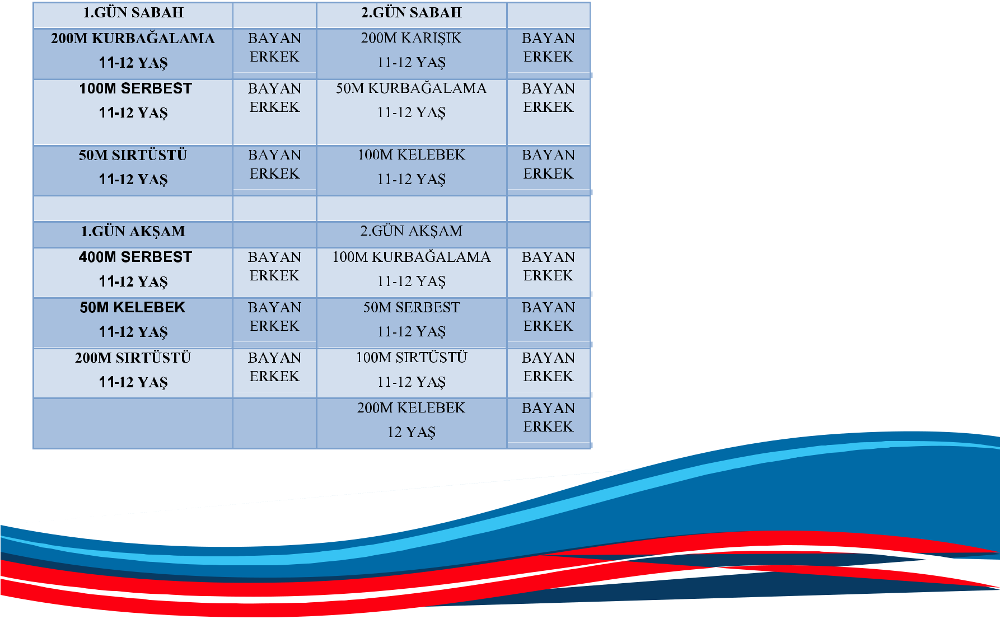 1.GÜN SABAH 2.GÜN SABAH
200M KURBAĞALAMA BAYAN 200M KARIŞIK BAYAN
11-12 YAŞ ERKEK 11-12 YAŞ ERKEK
100M SERBEST BAYAN 50M KURBAĞALAMA BAYAN
11-12 YAŞ ERKEK 11-12 YAŞ ERKEK
50M SIRTÜSTÜ BAYAN 100M KELEBEK BAYAN
11-12 YAŞ ERKEK 11-12 YAŞ ERKEK
1.GÜN AKŞAM 2.GÜN AKŞAM
400M SERBEST BAYAN 100M KURBAĞALAMA BAYAN
11-12 YAŞ ERKEK 11-12 YAŞ ERKEK
50M KELEBEK BAYAN 50M SERBEST BAYAN
11-12 YAŞ ERKEK 11-12 YAŞ ERKEK
200M SIRTÜSTÜ BAYAN 100M SIRTÜSTÜ BAYAN
11-12 YAŞ ERKEK 11-12 YAŞ ERKEK
200M KELEBEK BAYAN
12 YAŞ ERKEK